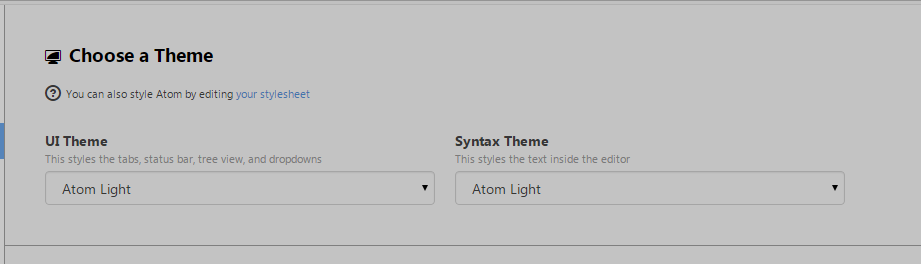 Choose a Theme
You can also style Atom by editing your stylesheet
UI Theme
This styles the tabs, status bar, tree view, and dropdowns
Atom Light
Syntax Theme
This styles the text inside the editor
Atom Light